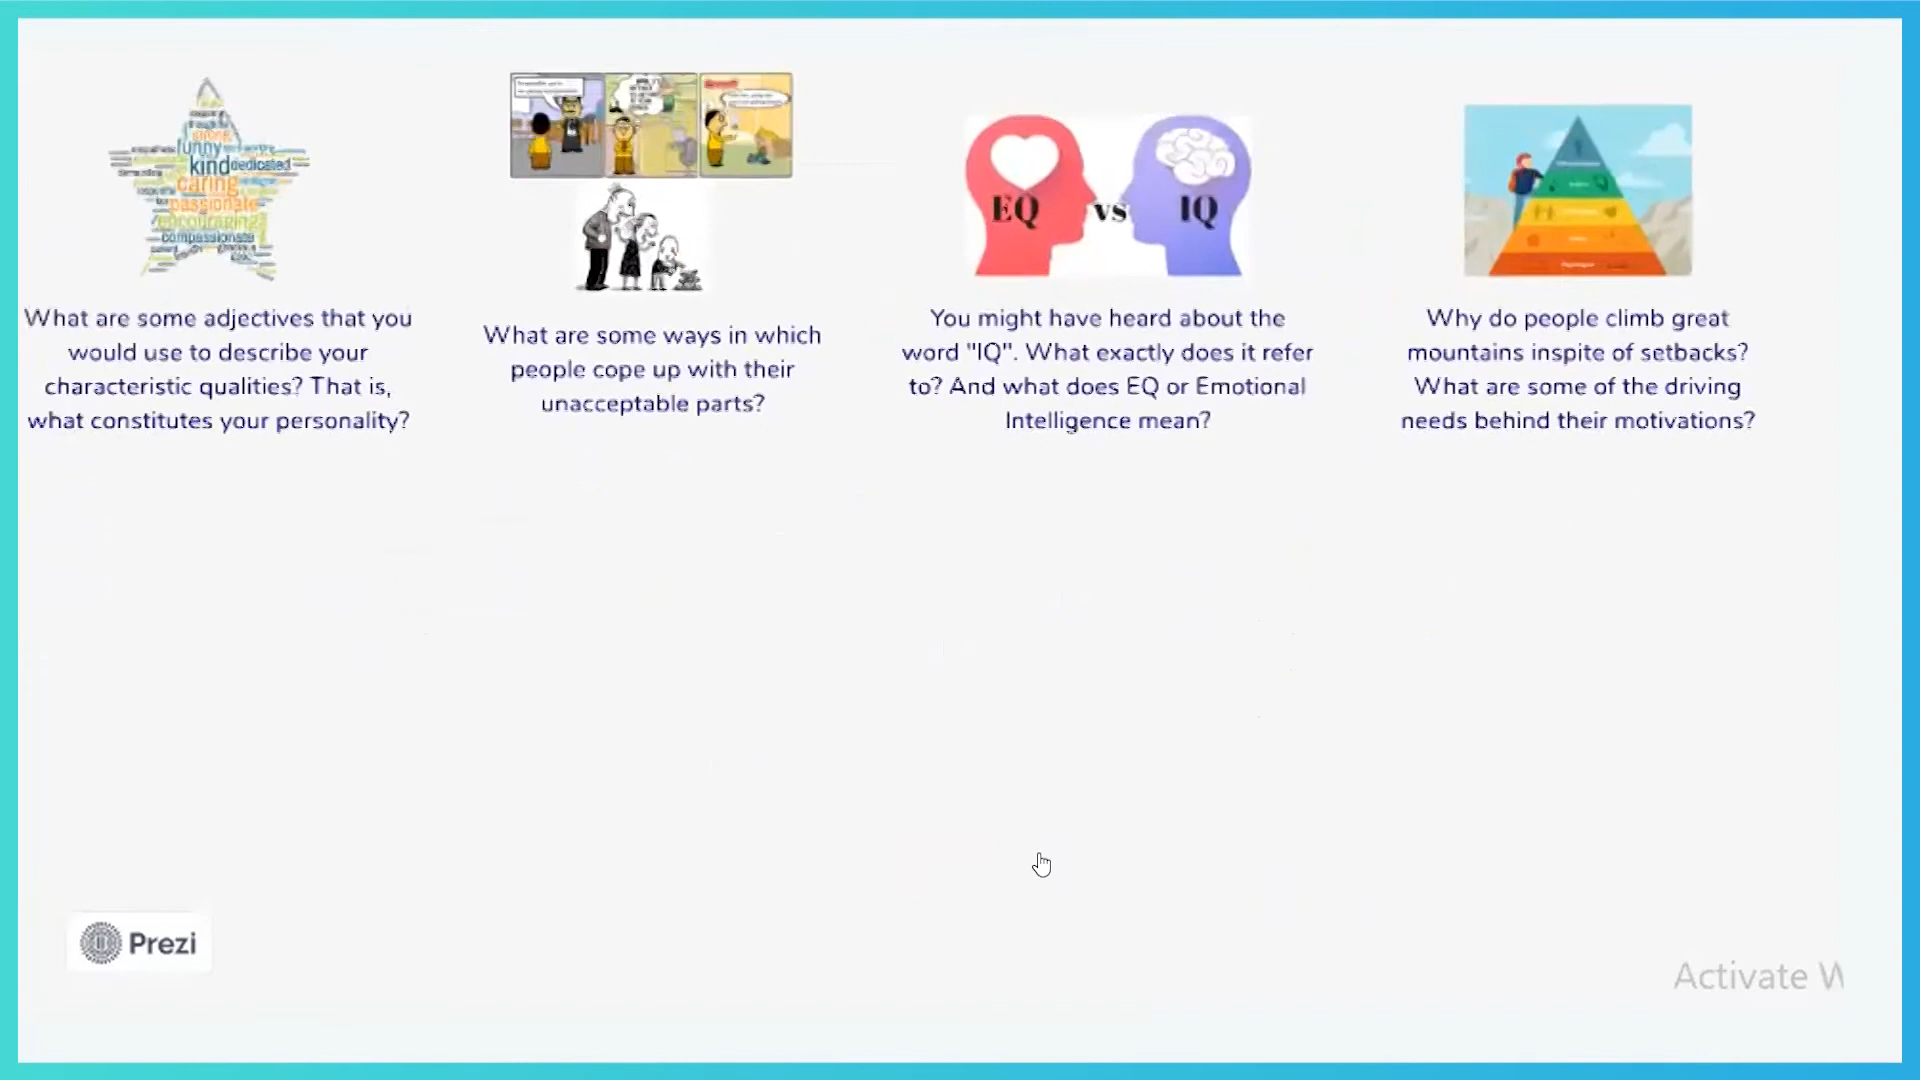 funny
kind dedicated
caring
passionate
encouraging
compassionate
EQ vs IQ
What are some adjectives that you
would use to describe your
characteristic qualities? That is,
what constitutes your personality?
What are some ways in which
people cope up with their
unacceptable parts?
You might have heard about the
word "IQ". What exactly does it refer
to? And what does EQ or Emotional
Intelligence mean?
Why do people climb great
mountains inspite of setbacks?
What are some of the driving
needs behind their motivations?
Prezi
Activate W